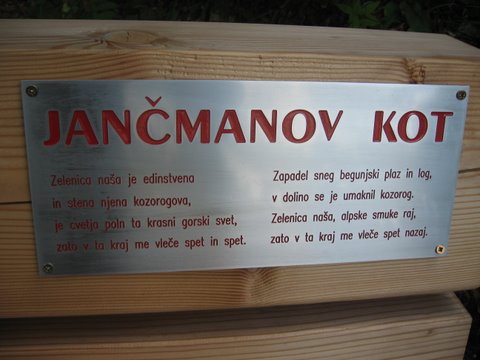 JANČMANOV KOT
Zelenica naša je edinstvena
in stena njena kozorogova,
je cvetja poln ta krasni gorski svet,
zato v ta kraj me vleče spet in spet.
Zapadel sneg begunjski plaz in log,
v dolino se je umaknil kozorog.
Zelenica naša, alpske smuke raj,
zato v ta kraj me vleče spet nazaj.